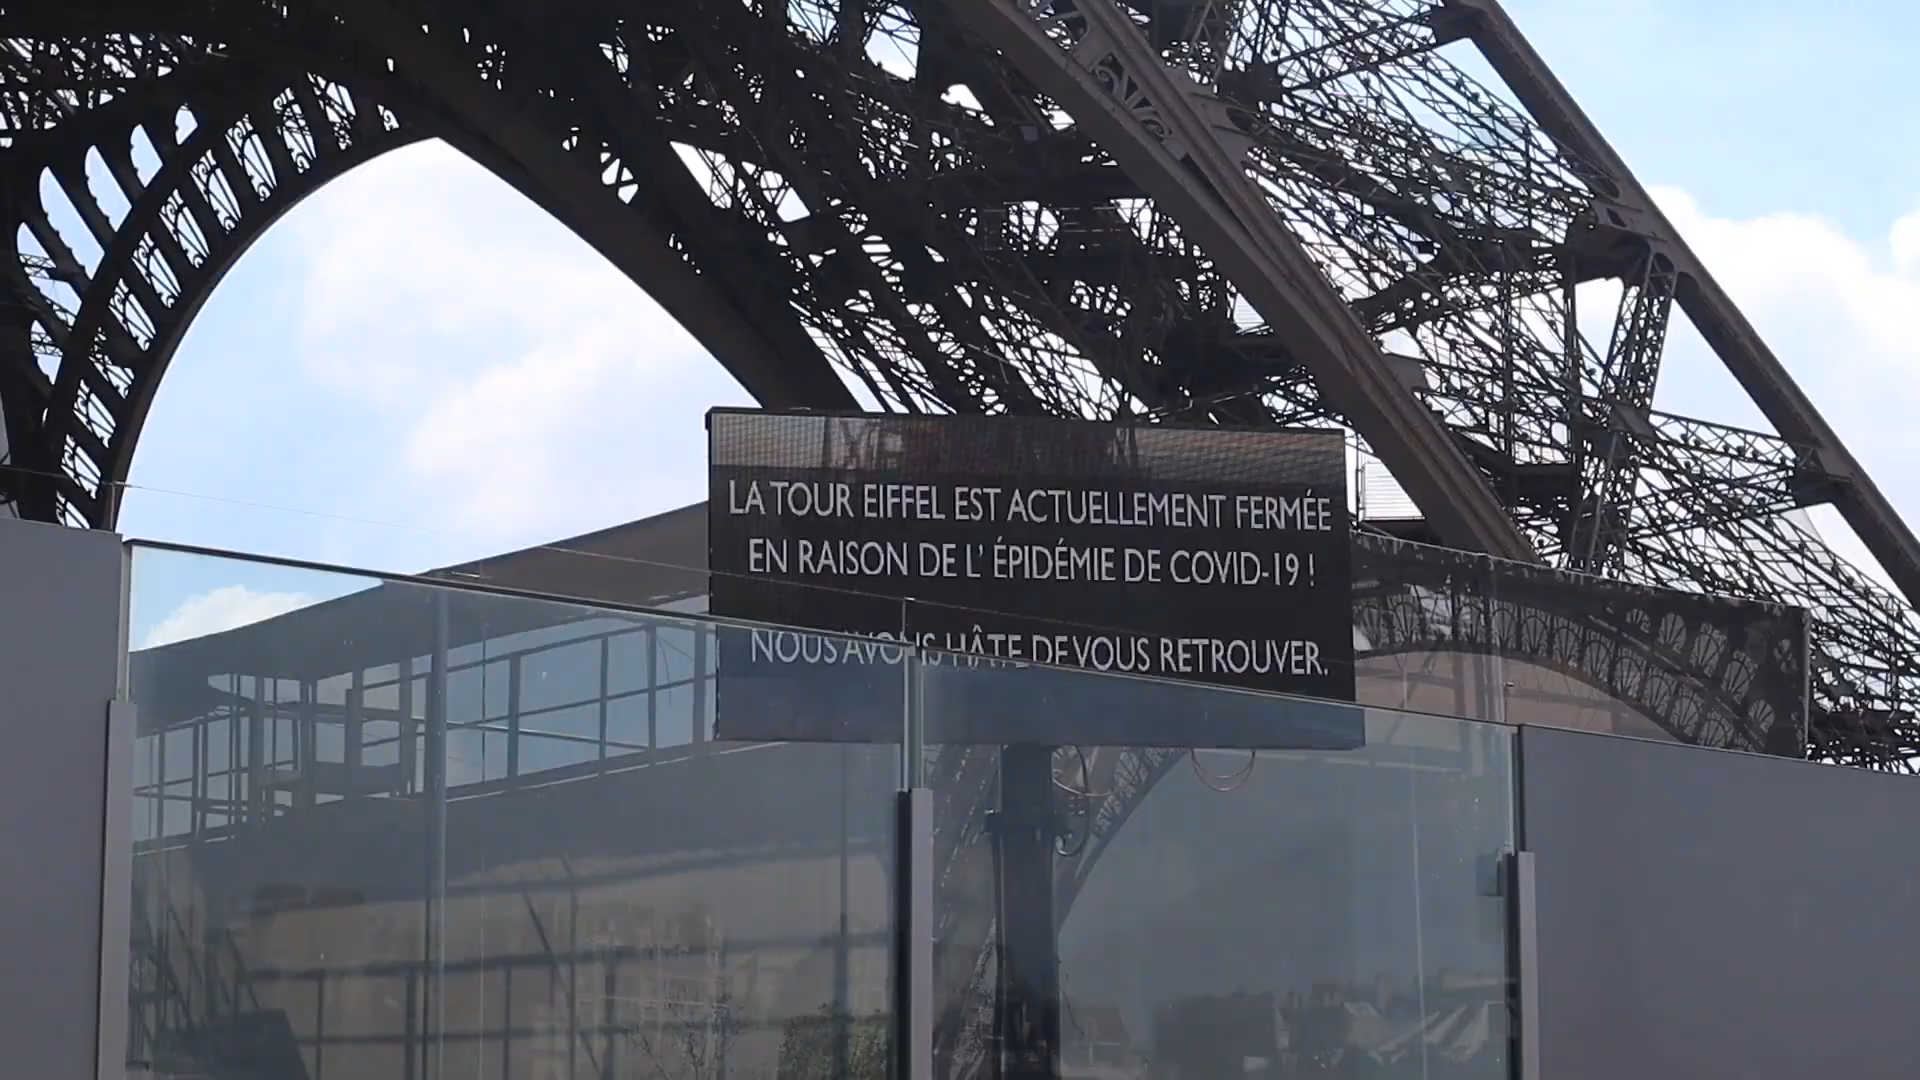 LA TOUR EIFFEL EST ACTUELLEMENT FERMÉE
EN RAISON DE L' ÉPIDÉMIE DE COVID-19 !
NOUS AVONS HÂTE DE VOUS RETROUVER.